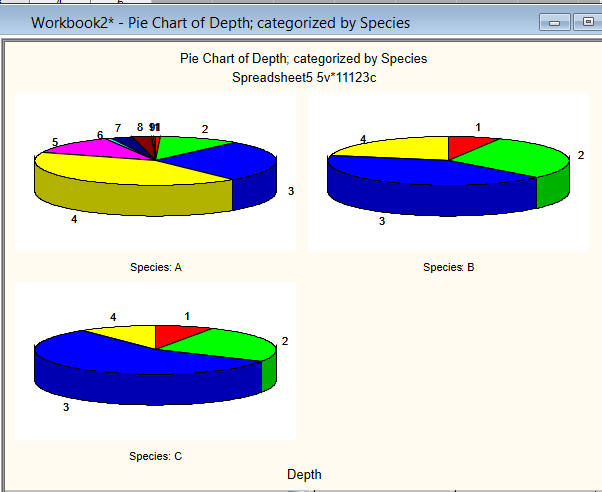 Workbook2* - Pie Chart of Depth; categorized by Species
Pie Chart of Depth; categorized by Species
Spreadsheet5 5v*11123c
5 6 7 8 1 2
3
4
Species: A
4 1 2
3
Species: B
4 1 2
3
Species: C
Depth